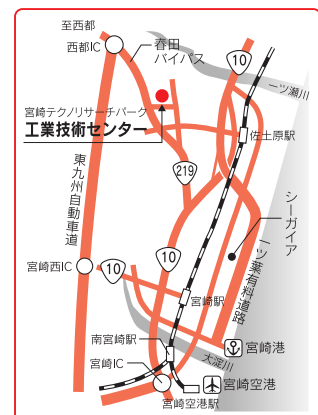 至西都
西都IC
春田
バイパス
10
一ツ瀬川
宮崎テクノリサーチパーク
工業技術センター
佐土原駅
219
東九州自動車道
シーガイア
一ツ葉有料道路
宮崎西IC
10
10
宮崎駅
南宮崎駅
大淀川
宮崎港
宮崎IC
宮崎空港
宮崎空港駅